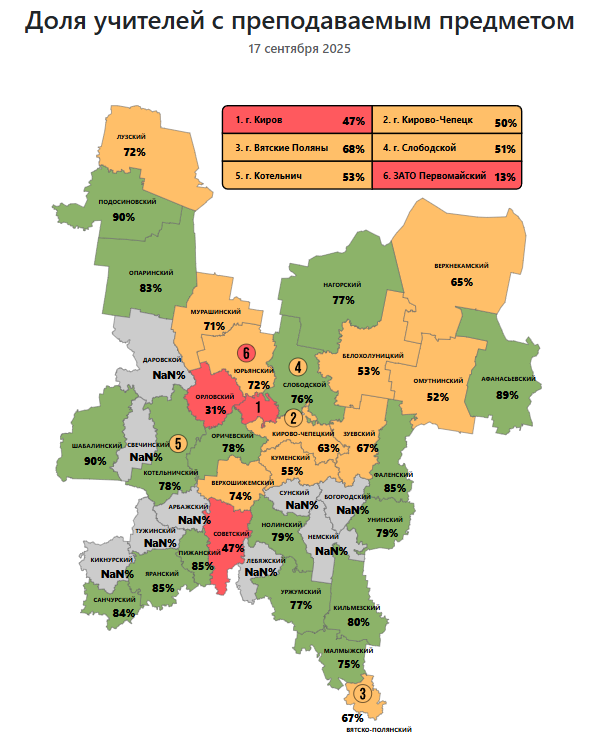 Доля учителей с преподаваемым предметом
17 сентября 2025
1. г. Киров 47%
2. г. Кирово-Чепецк 50%
3. г. Вятские Поляны 68%
4. г. Слободской 51%
5. г. Котельнич 53%
6. ЗАТО Первомайский 13%
ЛУЗСКИЙ
72%
ПОДОСИНОВСКИЙ
90%
ОПАРИНСКИЙ
83%
НАГОРСКИЙ
77%
ВЕРХНЕКАМСКИЙ
65%
МУРАШИНСКИЙ
71%
ДАРОВСКОЙ
NaN%
6
ЮРЬЯНСКИЙ
72%
4
СЛОБОДСКОЙ
76%
БЕЛОХОЛУНИЦКИЙ
53%
ОМУТНИНСКИЙ
52%
АФАНАСЬЕВСКИЙ
89%
ОРЛОВСКИЙ
31%
1
2
ШАБАЛИНСКИЙ
90%
СВЕЧИНСКИЙ
NaN%
5
КОТЕЛЬНИЧСКИЙ
78%
ОРИЧЕВСКИЙ
78%
КИРОВО-ЧЕПЕЦКИЙ
63%
ЗУЕВСКИЙ
67%
КУМЕНСКИЙ
55%
ФАЛЕНСКИЙ
85%
ВЕРХОШИЖЕМСКИЙ
74%
СУНСКИЙ
NaN%
БОГОРОДСКИЙ
NaN%
УНИНСКИЙ
79%
АРБАЖСКИЙ
NaN%
ТУЖИНСКИЙ
NaN%
СОВЕТСКИЙ
47%
НОЛИНСКИЙ
79%
НЕМСКИЙ
NaN%
КИКНУРСКИЙ
NaN%
ПИЖАНСКИЙ
85%
ЛЕБЯЖСКИЙ
NaN%
ЯРАНСКИЙ
85%
САНЧУРСКИЙ
84%
УРЖУМСКИЙ
77%
КИЛЬМЕЗСКИЙ
80%
МАЛМЫЖСКИЙ
75%
3
67%
ВЯТСКО-ПОЛЯНСКИЙ